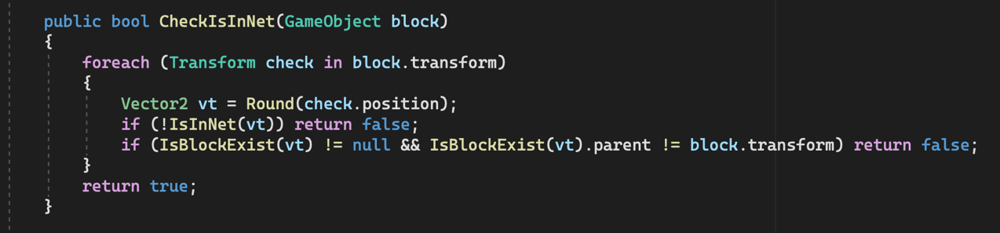 public bool CheckIsInNet(GameObject block)
{
foreach (Transform check in block.transform)
{
Vector2 vt = Round(check.position);
if (!IsInNet(vt)) return false;
if (IsBlockExist(vt) != null && IsBlockExist(vt).parent != block.transform) return false;
}
return true;
}